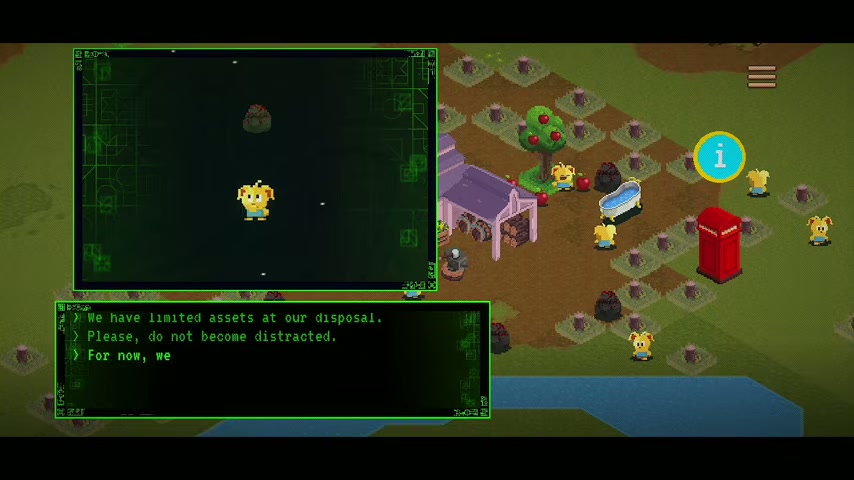 i
> We have limited assets at our disposal.
> Please, do not become distracted.
> For now, we